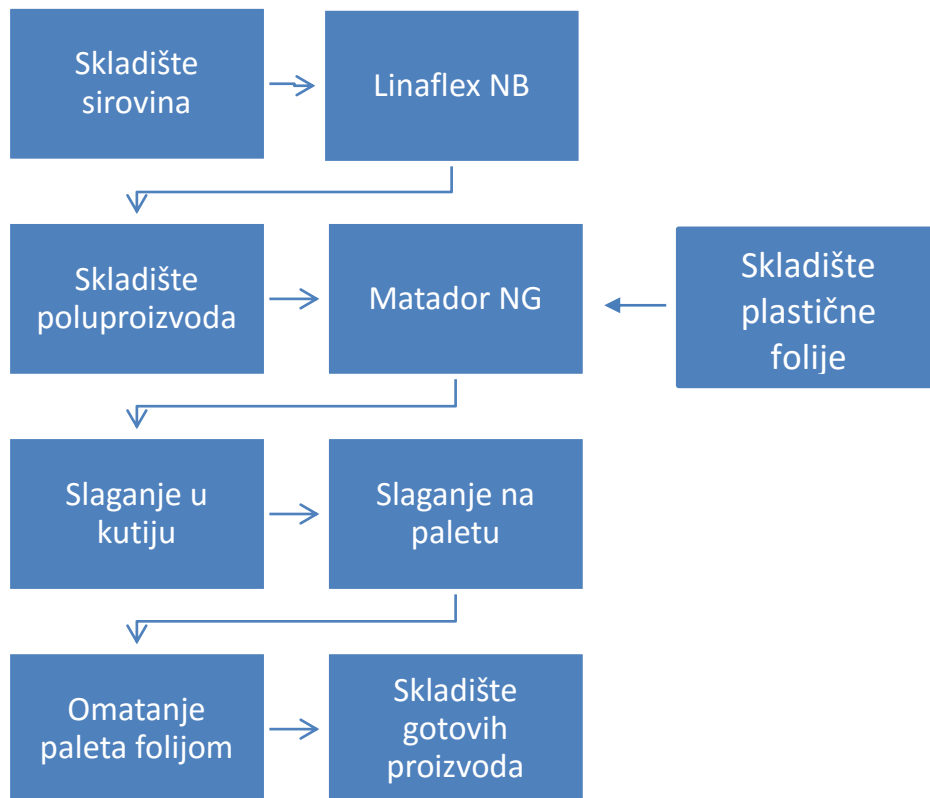 Skladište
sirovina
Linaflex NB
Skladište
poluproizvoda
Matador NG
Skladište
plastične
folije
Slaganje u
kutiju
Slaganje na
paletu
Omatanje
paleta folijom
Skladište
gotovih
proizvoda